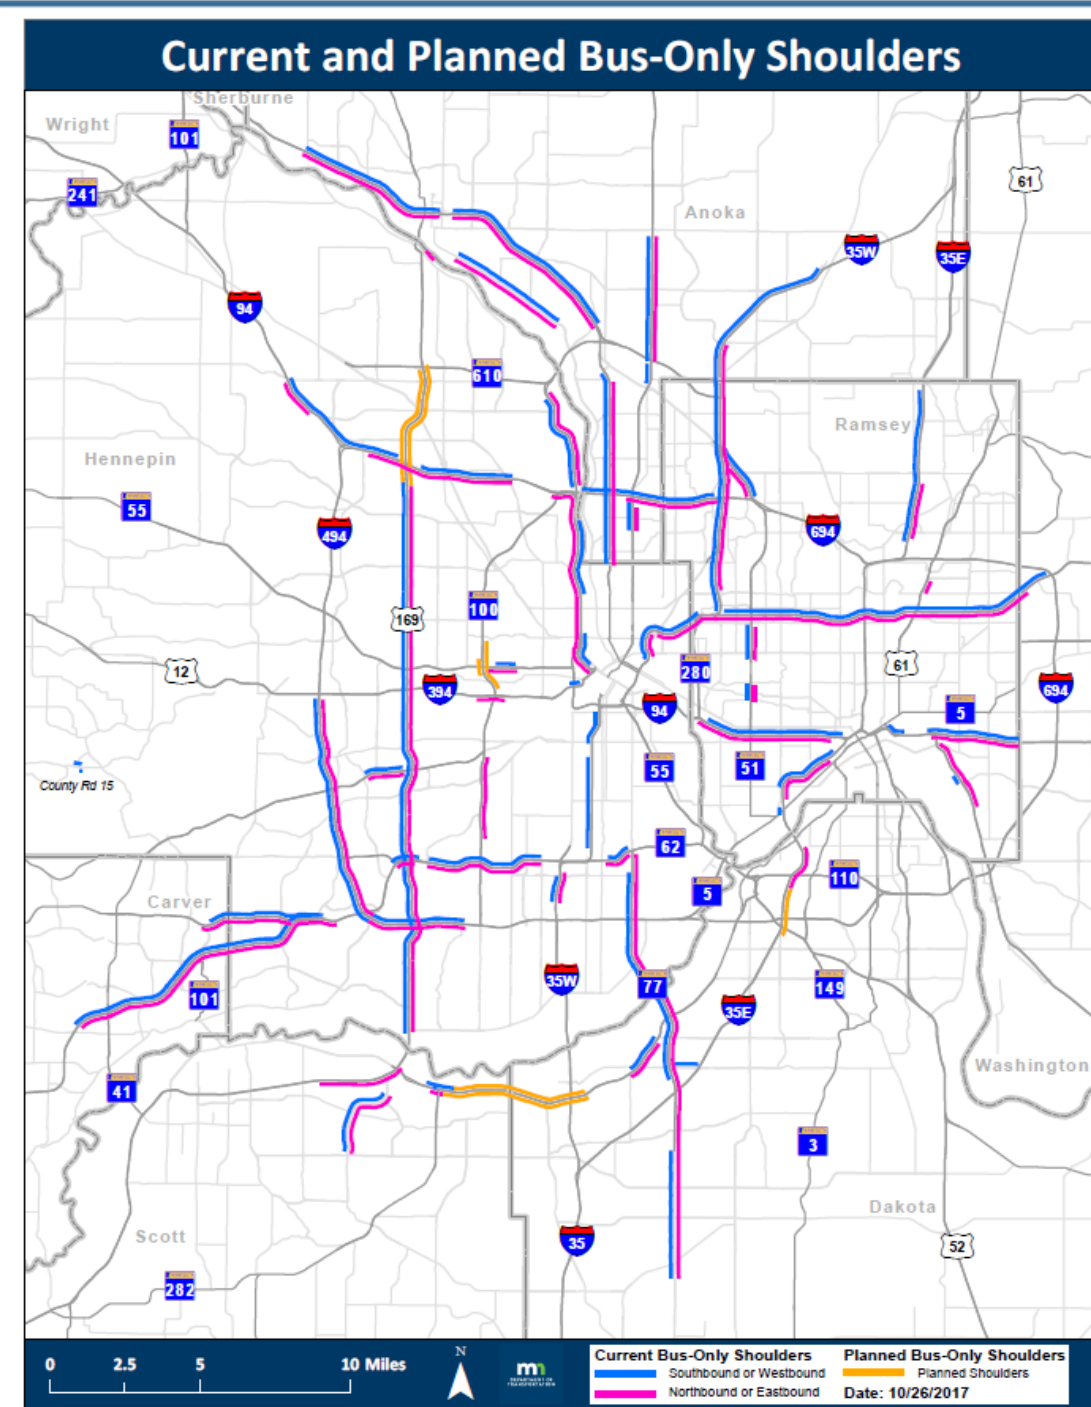 Current and Planned Bus-Only Shoulders
Sherburne
Wright
101
241
61
Anoka
35W
35E
94
610
Ramsey
Hennepin
55
494
694
100
169
12
280
61
394
694
94
5
55
51
County Rd 15
62
110
5
Carver
35W
77
149
101
35E
Washington
41
3
Dakota
Scott
35
52
282
0 2.5 5 10 Miles
N
mn
DEPARTMENT OF
TRANSPORTATION
Current Bus-Only Shoulders
Southbound or Westbound
Northbound or Eastbound
Planned Bus-Only Shoulders
Planned Shoulders
Date: 10/26/2017